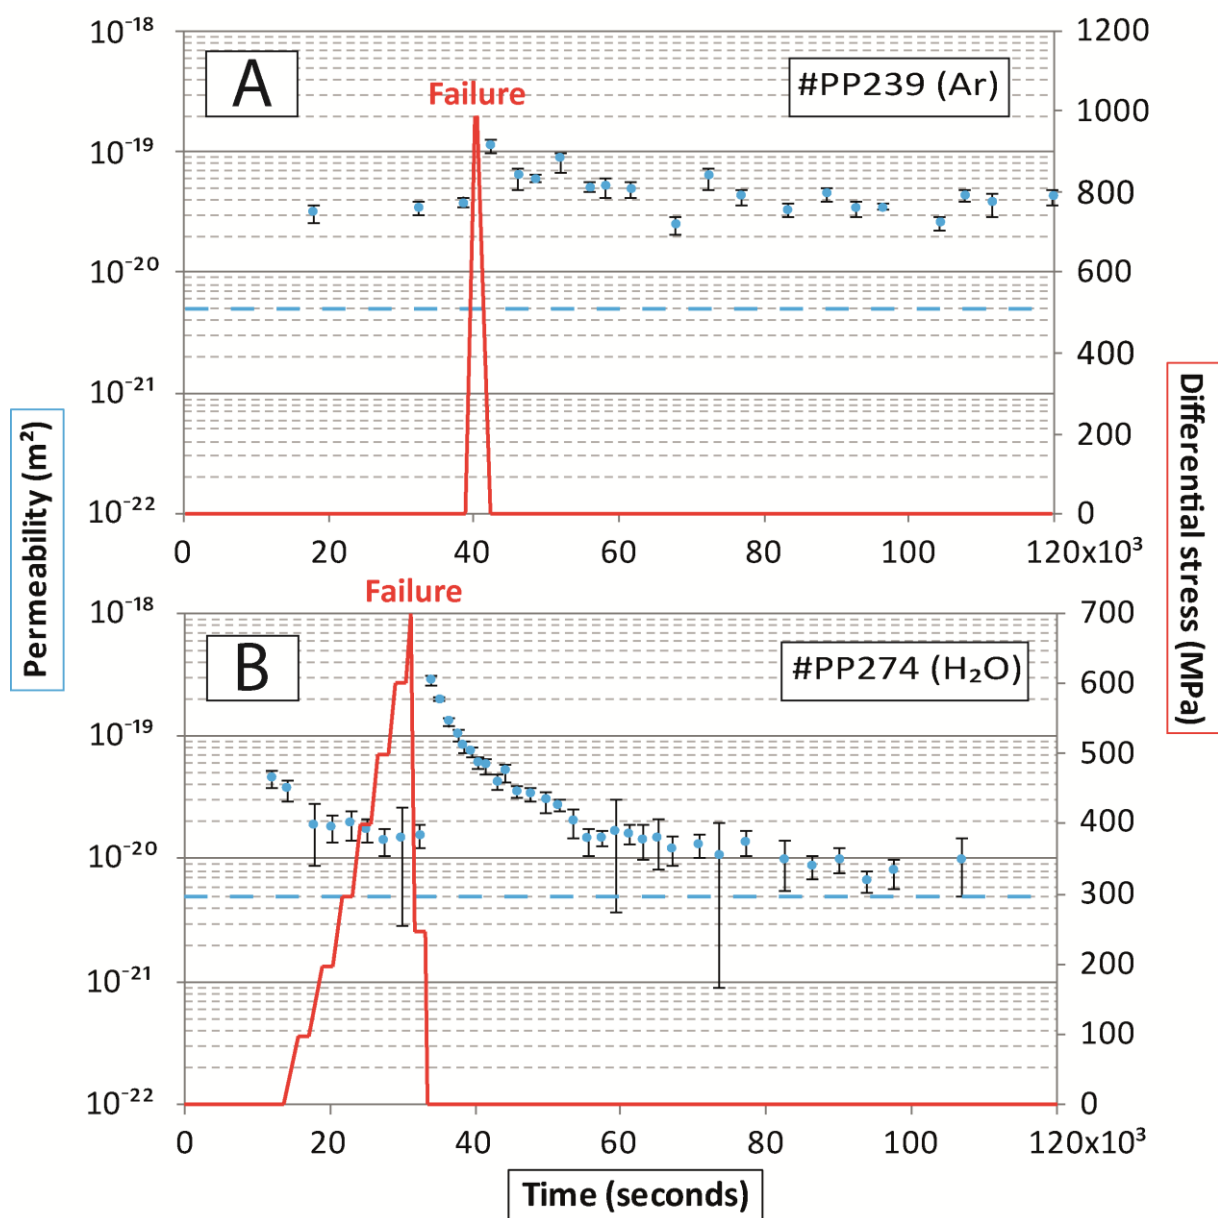 A
#PP239 (Ar)
Failure
10⁻¹⁸
10⁻¹⁹
10⁻²⁰
10⁻²¹
10⁻²²
1200
1000
800
600
400
200
0
0 20 40 60 80 100 120x10³
Permeability (m²)
Differential stress (MPa)
Failure
B
#PP274 (H₂O)
10⁻¹⁸
10⁻¹⁹
10⁻²⁰
10⁻²¹
10⁻²²
700
600
500
400
300
200
100
0
0 20 40 60 80 100 120x10³
Time (seconds)